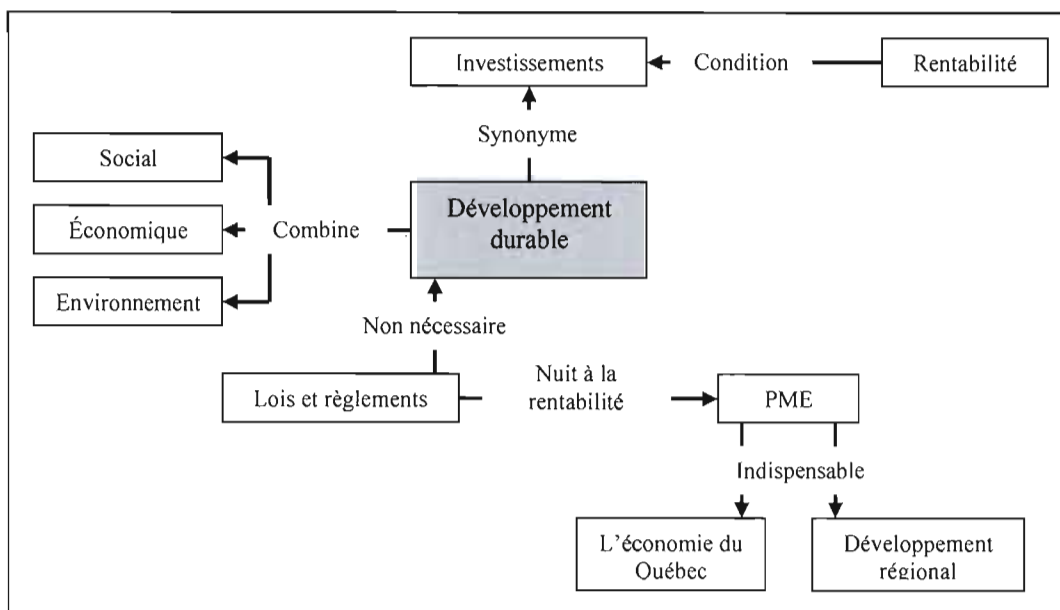 Investissements
Condition
Rentabilité
Synonyme
Social
Développement
durable
Économique
Combine
Environnement
Non nécessaire
Nuit à la
rentabilité
Lois et règlements
PME
Indispensable
L'économie du
Québec
Développement
régional